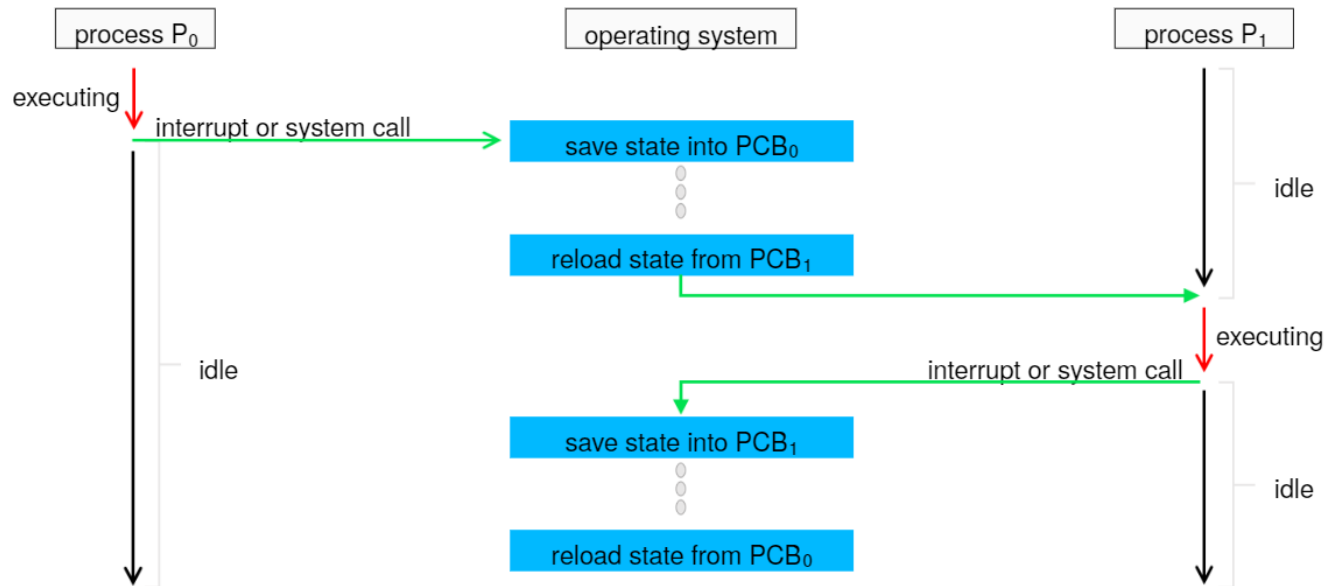 process P₀
operating system
process P₁
executing
interrupt or system call
save state into PCB₀
idle
reload state from PCB₁
executing
idle
interrupt or system call
save state into PCB₁
idle
reload state from PCB₀